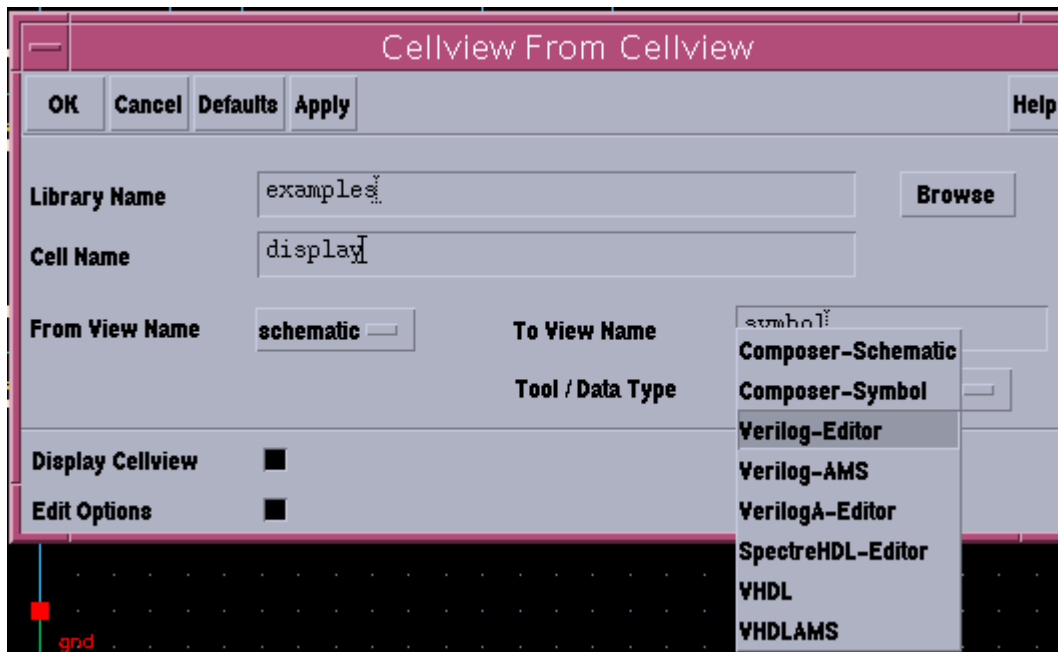 Cellview From Cellview
OK Cancel Defaults Apply Help
Library Name examples Browse
Cell Name display
From View Name schematic To View Name symbol
Composer-Schematic
Tool / Data Type Composer-Symbol
Verilog-Editor
Display Cellview
Verilog-AMS
Edit Options VerilogA-Editor
SpectreHDL-Editor
VHDL
VHDLAMS
gnd